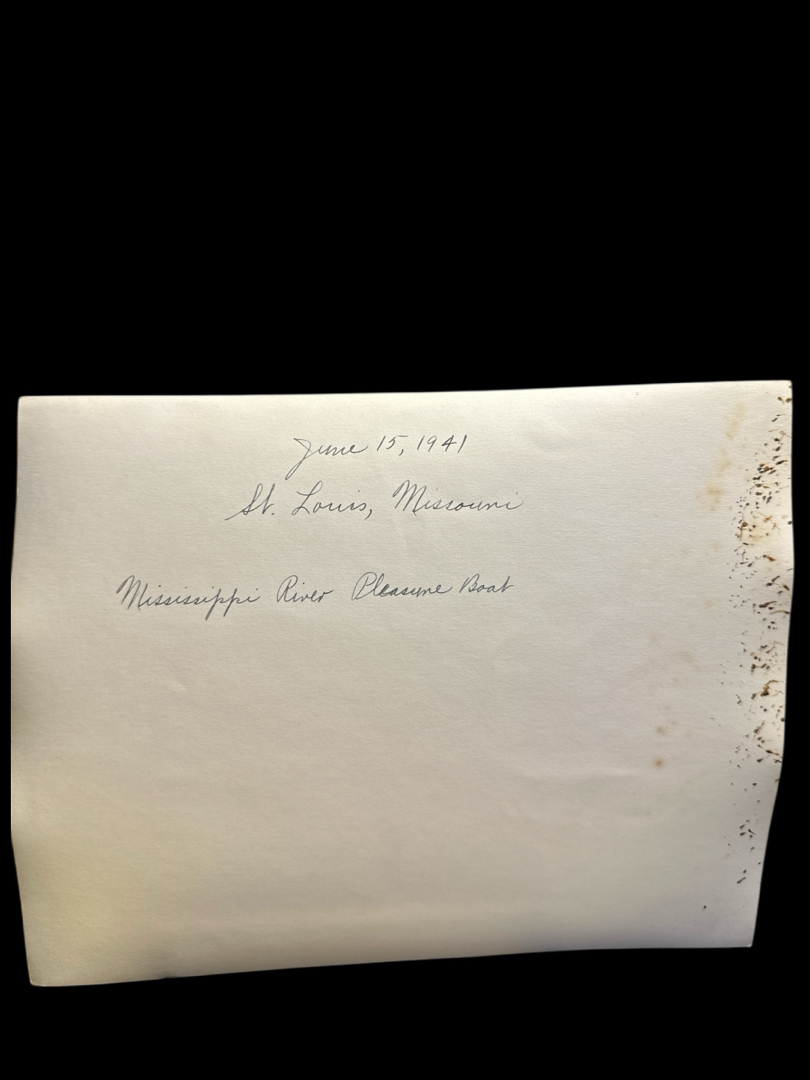 June 15, 1941
St. Louis, Missouri
Mississippi River Pleasure Boat